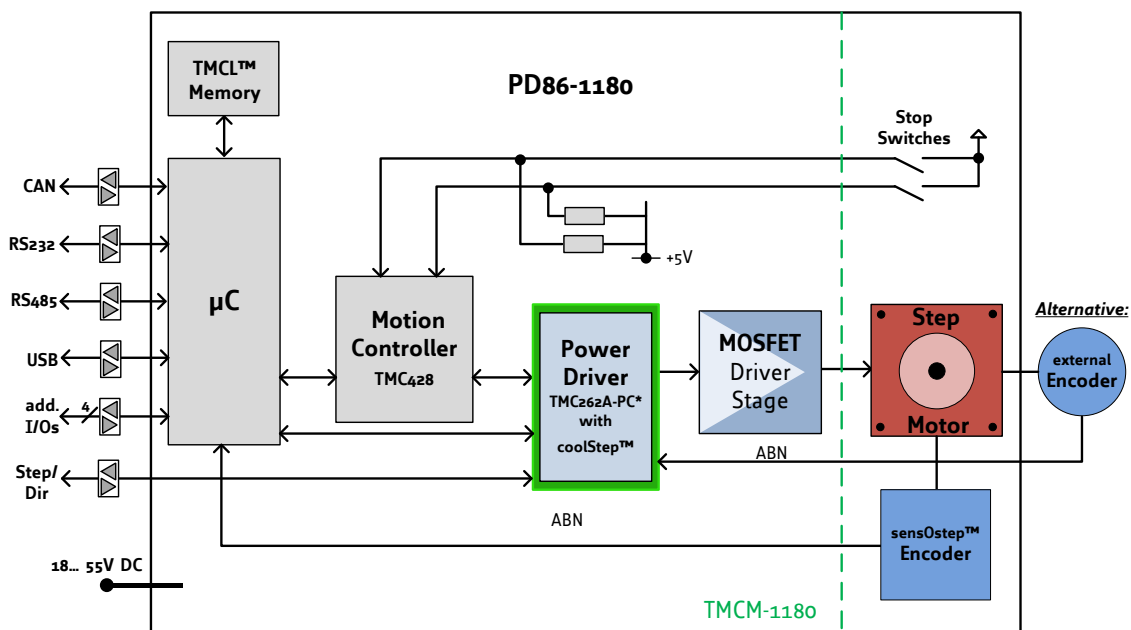 TMCL™
Memory
PD86-1180
Stop
Switches
CAN
RS232
RS485
USB
add.
I/Os
4
Step/
Dir
µC
+5V
Motion
Controller
TMC428
Power
Driver
TMC262A-PC*
with
coolStep™
MOSFET
Driver
Stage
Step
Motor
Alternative:
external
Encoder
ABN
ABN
sensOstep™
Encoder
18... 55V DC
TMCM-1180